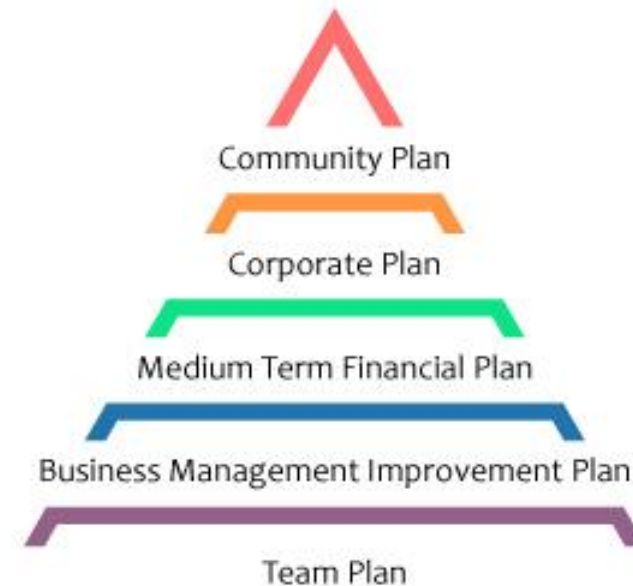 Community Plan
Corporate Plan
Medium Term Financial Plan
Business Management Improvement Plan
Team Plan